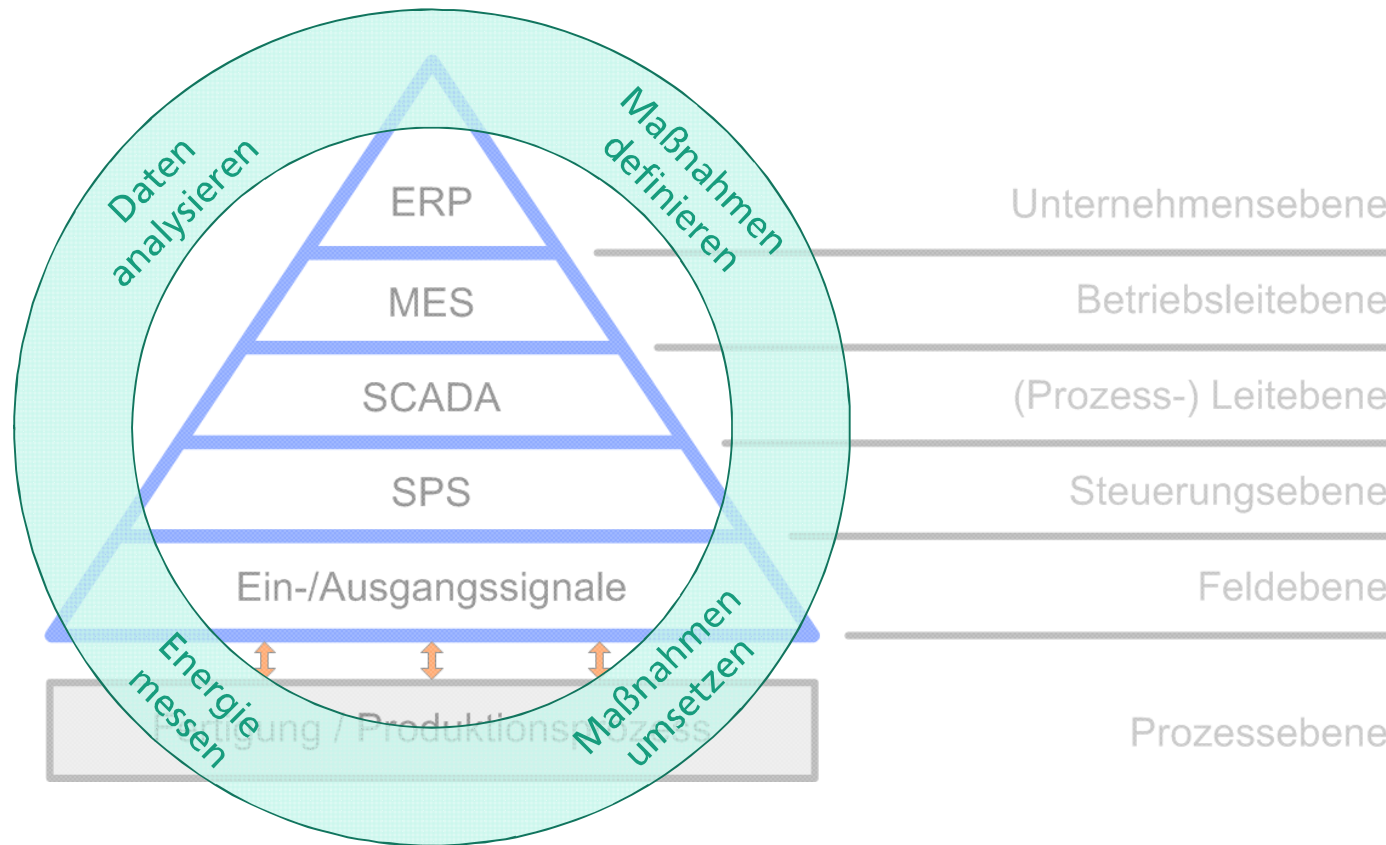 Daten
analysieren
Maßnahmen
definieren
ERP
Unternehmensebene
MES
Betriebsleitebene
SCADA
(Prozess-) Leitebene
SPS
Steuerungsebene
Ein-/Ausgangssignale
Feldebene
Energie
messen
Maßnahmen
umsetzen
Fertigung / Produktionsprozess
Prozessebene